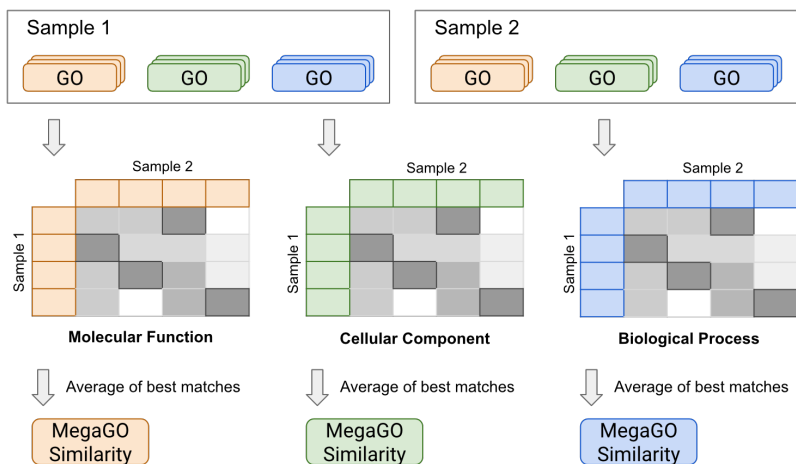 Sample 1
GO
GO
GO
Sample 2
GO
GO
GO
Sample 2
Sample 1
Molecular Function
Sample 2
Sample 1
Cellular Component
Sample 2
Sample 1
Biological Process
Average of best matches
Average of best matches
Average of best matches
MegaGO
Similarity
MegaGO
Similarity
MegaGO
Similarity